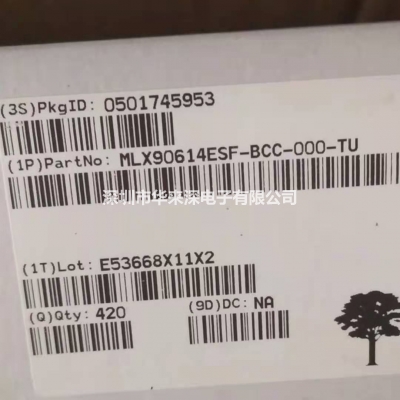 (3S)PkgID: 0501745953
(1P)PartNo: MLX90614ESF-BCC-000-TU
深圳市华来深电子有限公司
(1T)Lot: E53668X11X2
(9D)DC: NA
(Q)Qty: 420